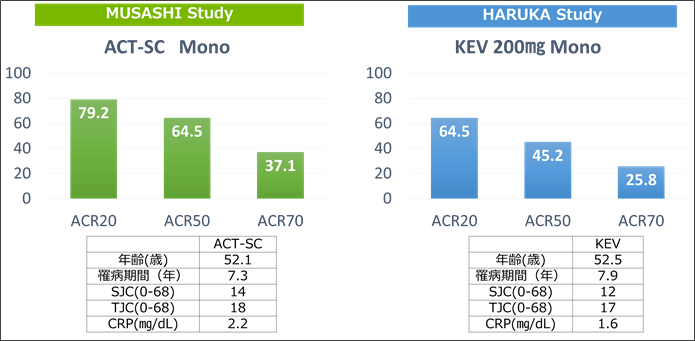 MUSASHI Study
ACT-SC Mono
100
80
60
40
20
0
79.2
64.5
37.1
ACR20 ACR50 ACR70
ACT-SC
年齢(歳) 52.1
罹病期間(年) 7.3
SJC(0-68) 14
TJC(0-68) 18
CRP(㎎/dL) 2.2
HARUKA Study
KEV 200㎎ Mono
100
80
60
40
20
0
64.5
45.2
25.8
ACR20 ACR50 ACR70
KEV
年齢(歳) 52.5
罹病期間(年) 7.9
SJC(0-68) 12
TJC(0-68) 17
CRP(㎎/dL) 1.6